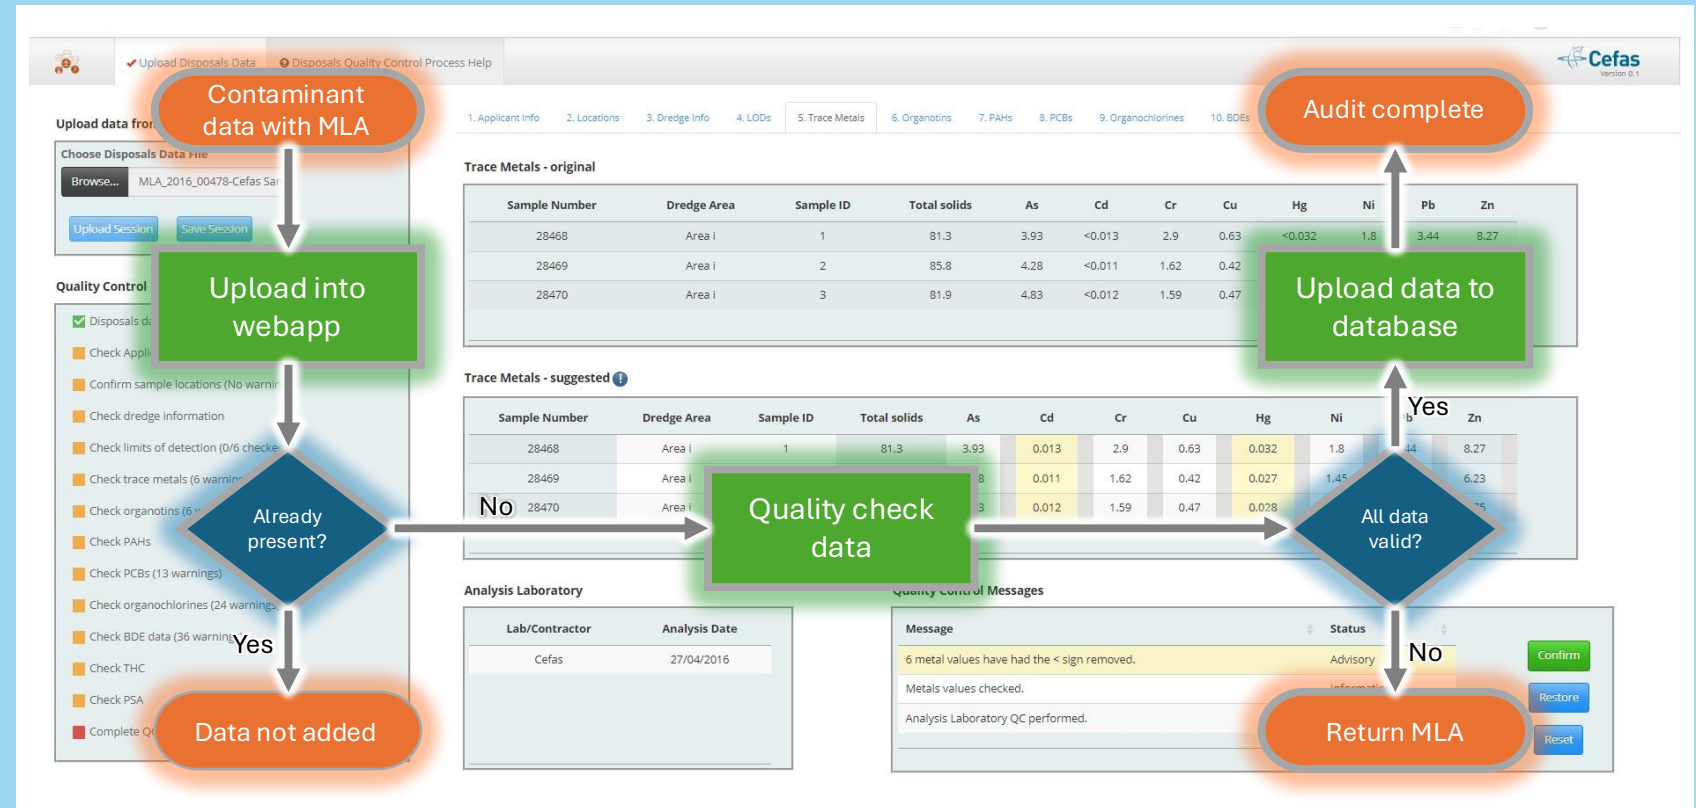 Upload Disposals Data
Disposals Quality Control Process Help
Cefas
Version 0.1
Contaminant
data with MLA
Upload data from
Choose Disposals Data File
Browse... MLA_2016_00478-Cefas
Upload Session
Save Session
Upload into
webapp
Quality Control
Disposals
Check
Confirm sample locations (No
Check dredge information
Check limits of detection (0/6
Check trace metals (6
Check organotins (6
Check PAHs
Check PCBs (13 warnings)
Check organochlorines (24 warnings
Check BDE data (36
Check THC
Check PSA
Complete
Already
present?
Yes
Data not added
No
1. Applicant Info 2. Locations 3. Dredge Info 4. LODs 5. Trace Metals 6. Organotins 7. PAHs 8. PCBs 9. Organochlorines 10. BDEs
Trace Metals - original
Sample Number Dredge Area Sample ID Total solids As Cd Cr Cu Hg Ni Pb Zn
28468 Area i 1 81.3 3.93 <0.013 2.9 0.63 <0.032 1.8 3.44 8.27
28469 Area i 2 85.8 4.28 <0.011 1.62 0.42
28470 Area i 3 81.9 4.83 <0.012 1.59 0.47
Trace Metals - suggested
Sample Number Dredge Area Sample ID Total solids As Cd Cr Cu Hg Ni Pb Zn
28468 Area i 1 81.3 3.93 0.013 2.9 0.63 0.032 1.8 8.27
28469 Area i 0.011 1.62 0.42 0.027 1.45 6.23
28470 Area i 0.012 1.59 0.47 0.028
Quality check
data
Analysis Laboratory
Lab/Contractor Analysis Date
Cefas 27/04/2016
Quality Control Messages
Message Status
6 metal values have had the < sign removed. Advisory
Metals values checked.
Analysis Laboratory QC performed.
Confirm
Restore
Reset
Audit complete
Upload data to
database
Yes
All data
valid?
No
Return MLA